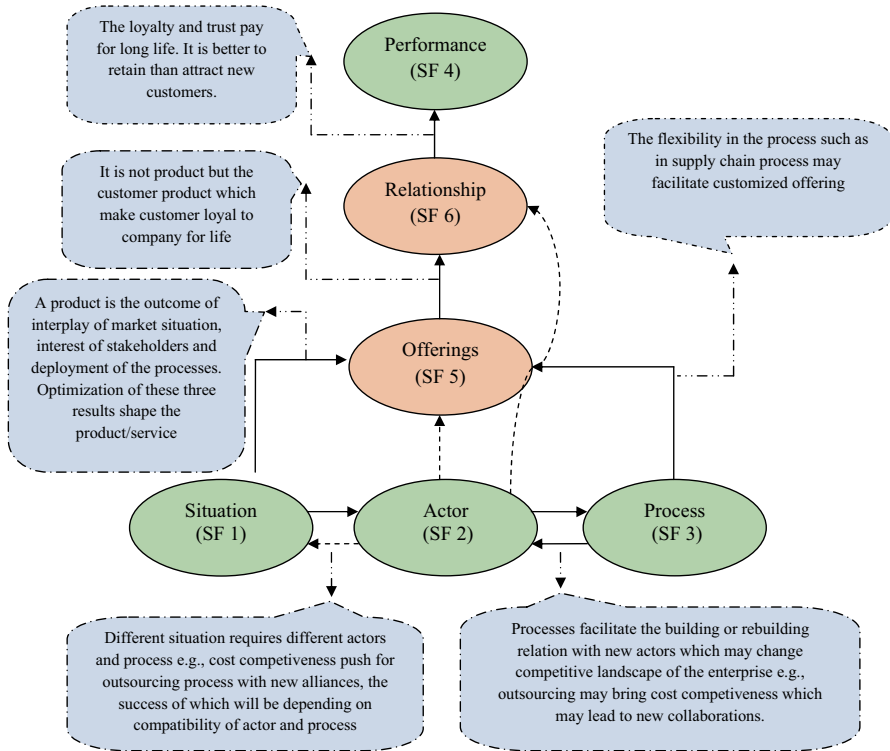 The loyalty and trust pay
for long life. It is better to
retain than attract new
customers.
Performance
(SF 4)
The flexibility in the process such as
in supply chain process may
facilitate customized offering
It is not product but the
customer product which
make customer loyal to
company for life
Relationship
(SF 6)
A product is the outcome of
interplay of market situation,
interest of stakeholders and
deployment of the processes.
Optimization of these three
results shape the
product/service
Offerings
(SF 5)
Situation
(SF 1)
Actor
(SF 2)
Process
(SF 3)
Different situation requires different actors
and process e.g., cost competiveness push for
outsourcing process with new alliances, the
success of which will be depending on
compatibility of actor and process
Processes facilitate the building or rebuilding
relation with new actors which may change
competitive landscape of the enterprise e.g.,
outsourcing may bring cost competiveness which
may lead to new collaborations.